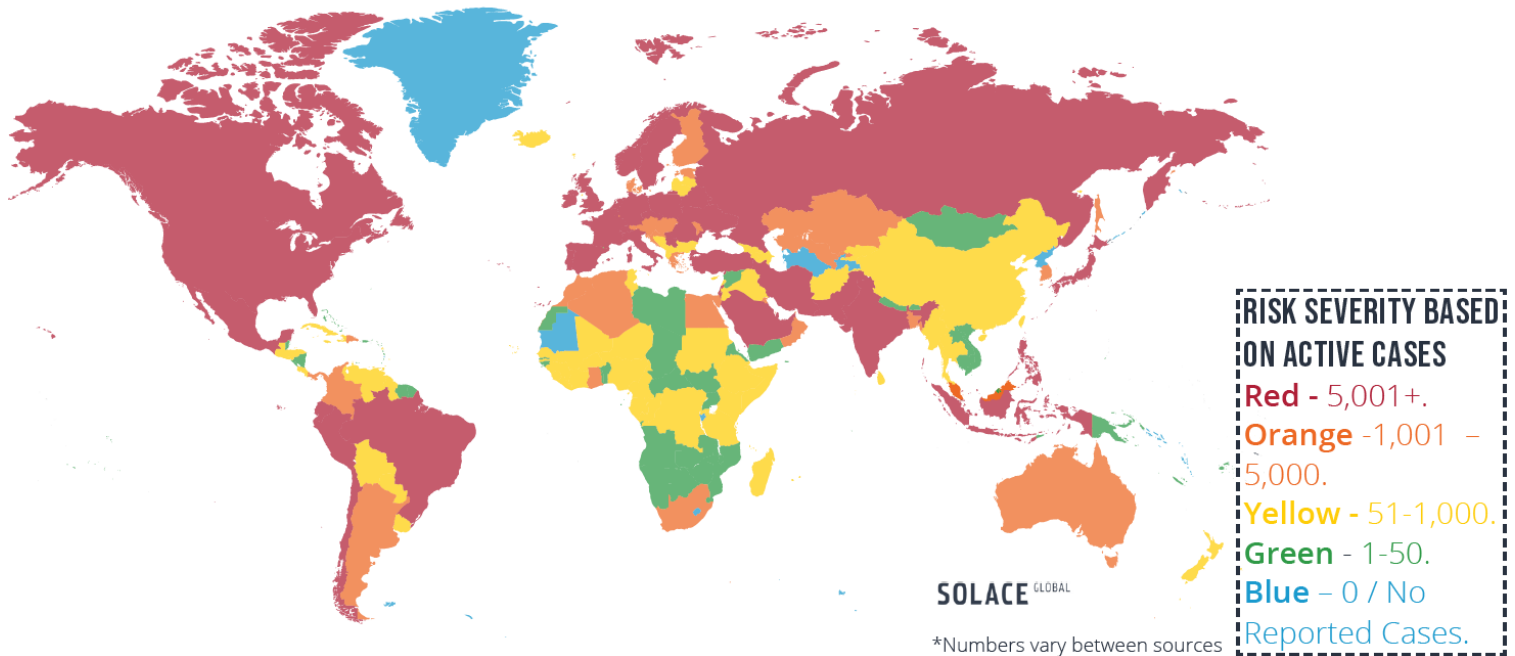 RISK SEVERITY BASED
ON ACTIVE CASES
Red - 5,001+.
Orange -1,001 –
5,000.
Yellow - 51-1,000.
Green - 1-50.
Blue – 0 / No
Reported Cases.
SOLACE GLOBAL
*Numbers vary between sources